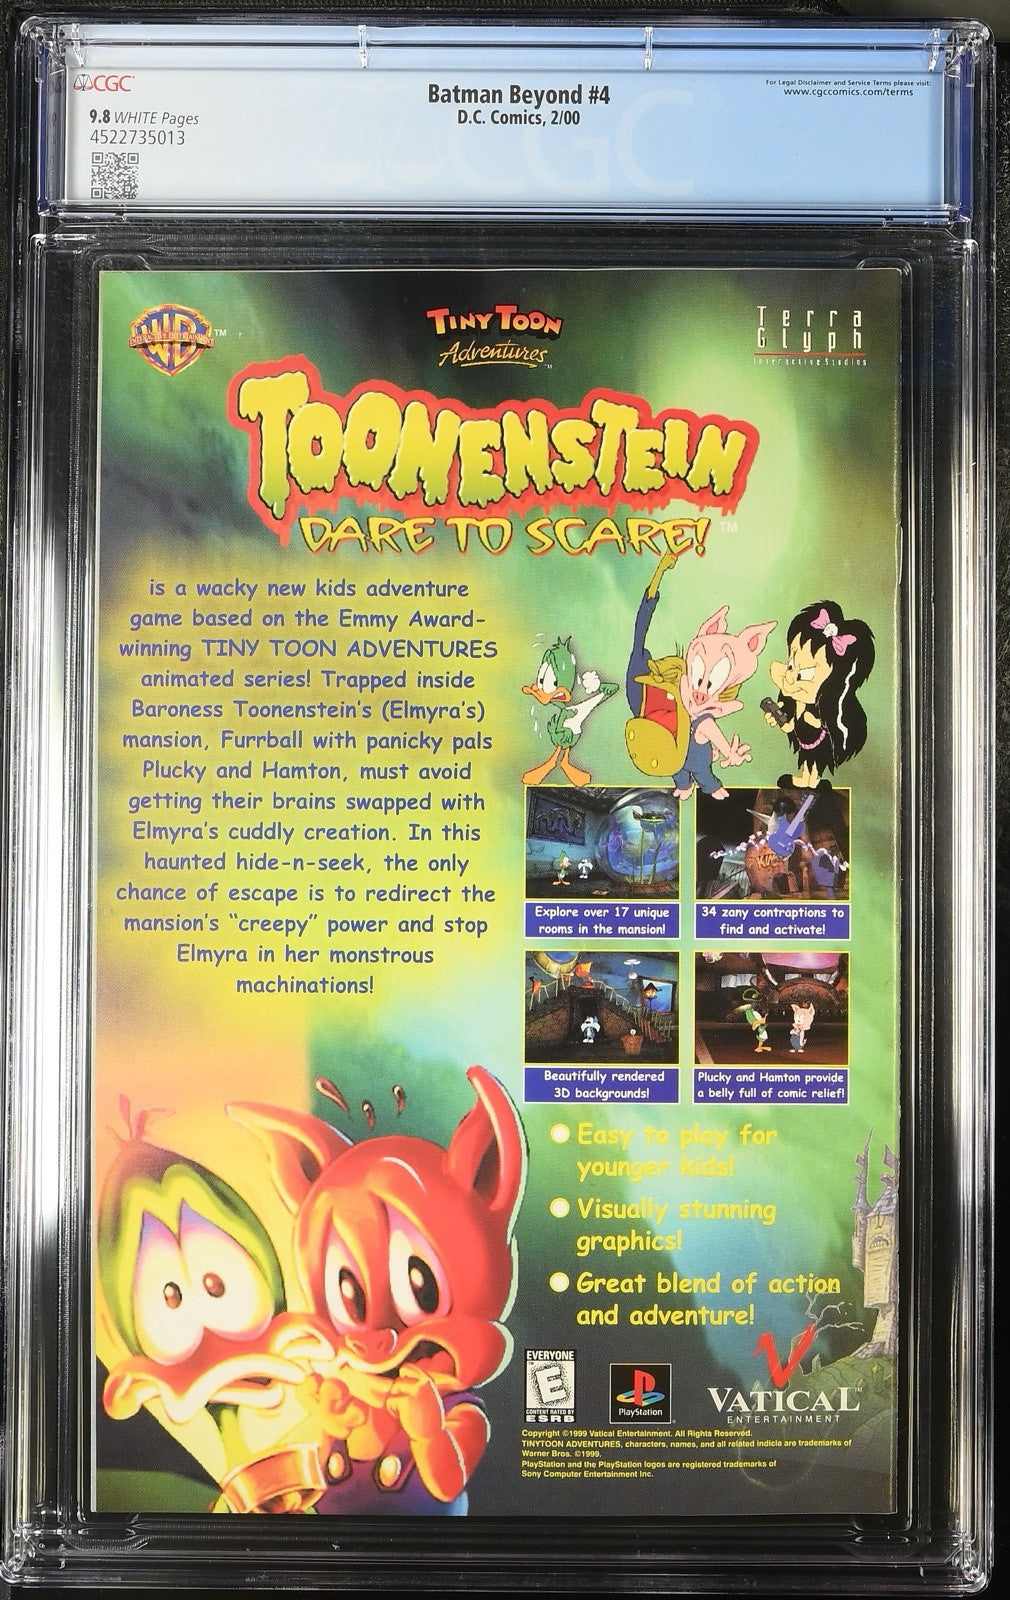 CGC
9.8 WHITE Pages
4522735013
Batman Beyond #4
D.C. Comics, 2/00
For Legal Disclaimer and Service Terms please visit:
www.cgccomics.com/terms
CGC
WB TM
INTERACTIVE ENTERTAINMENT
TINY TOON
Adventures TM
Terra
Glyph
Interactive Studios
TOONENSTEIN
DARE TO SCARE! TM
is a wacky new kids adventure
game based on the Emmy Award-
winning TINY TOON ADVENTURES
animated series! Trapped inside
Baroness Toonenstein's (Elmyra's)
mansion, Furrball with panicky pals
Plucky and Hamton, must avoid
getting their brains swapped with
Elmyra's cuddly creation. In this
haunted hide-n-seek, the only
chance of escape is to redirect the
mansion's "creepy" power and stop
Elmyra in her monstrous
machinations!
Explore over 17 unique
rooms in the mansion!
34 zany contraptions to
find and activate!
Beautifully rendered
3D backgrounds!
Plucky and Hamton provide
a belly full of comic relief!
Easy to play for
younger kids!
Visually stunning
graphics!
Great blend of action
and adventure!
EVERYONE
E
CONTENT RATED BY
ESRB
PlayStation
VATICAL TM
ENTERTAINMENT
Copyright ©1999 Vatical Entertainment. All Rights Reserved.
TINYTOON ADVENTURES, characters, names, and all related indicia are trademarks of
Warner Bros. ©1999.
PlayStation and the PlayStation logos are registered trademarks of
Sony Computer Entertainment Inc.